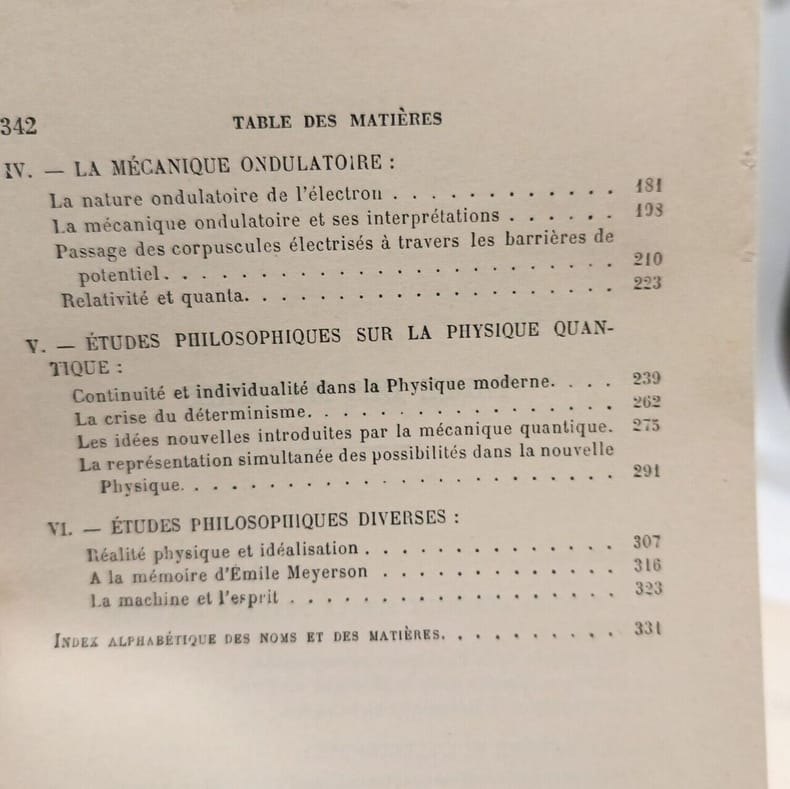 342 TABLE DES MATIÈRES
IV. — LA MÉCANIQUE ONDULATOIRE :
La nature ondulatoire de l'électron . . . . . . . . . . . . 181
La mécanique ondulatoire et ses interprétations . . . . . . 198
Passage des corpuscules électrisés à travers les barrières de
potentiel. . . . . . . . . . . . . . . . . . . . . . 210
Relativité et quanta. . . . . . . . . . . . . . . . . . 223
V. — ÉTUDES PHILOSOPHIQUES SUR LA PHYSIQUE QUAN-
TIQUE :
Continuité et individualité dans la Physique moderne. . . . 239
La crise du déterminisme. . . . . . . . . . . . . . . . 262
Les idées nouvelles introduites par la mécanique quantique. 275
La représentation simultanée des possibilités dans la nouvelle
Physique. . . . . . . . . . . . . . . . . . . . . . 291
VI. — ÉTUDES PHILOSOPHIQUES DIVERSES :
Réalité physique et idéalisation . . . . . . . . . . . . . 307
A la mémoire d'Émile Meyerson . . . . . . . . . . . . 316
La machine et l'esprit . . . . . . . . . . . . . . . . . 323
INDEX ALPHABÉTIQUE DES NOMS ET DES MATIÈRES. . . . . . . . . . 331